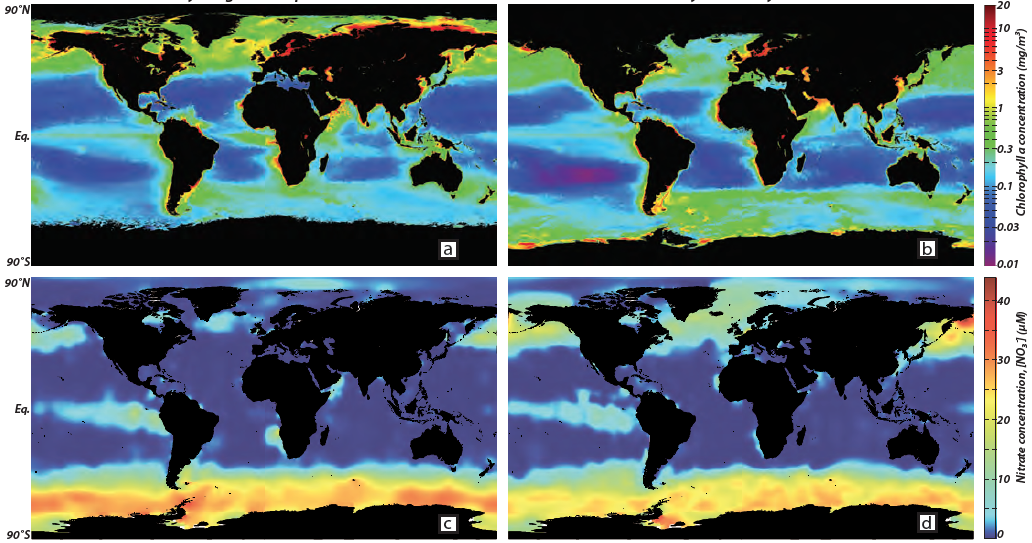 90°N
Eq.
90°S
a
b
20
10
3
1
0.3
0.1
0.03
0.01
Chlorophyll a concentration (mg/m³)
90°N
Eq.
90°S
c
d
40
30
20
10
0
Nitrate concentration, [NO₃⁻] (µM)